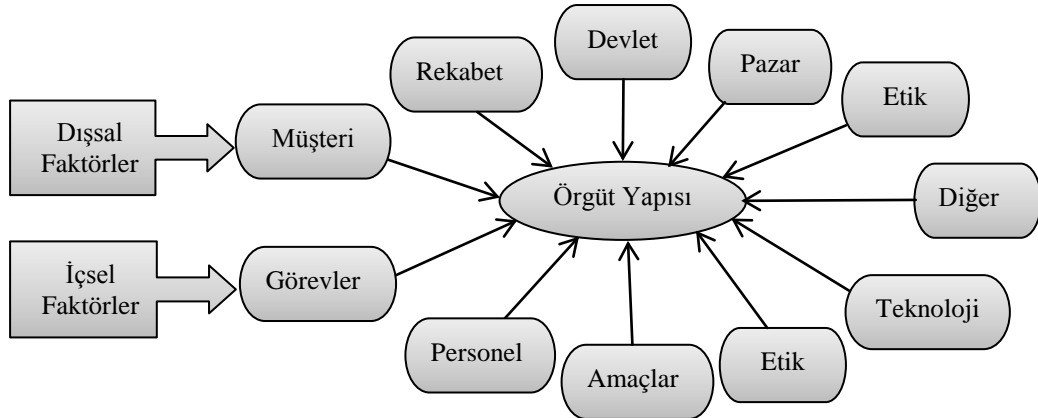 Devlet
Rekabet
Pazar
Etik
Dışsal
Faktörler
Müşteri
Örgüt Yapısı
Diğer
İçsel
Faktörler
Görevler
Teknoloji
Personel
Amaçlar
Etik